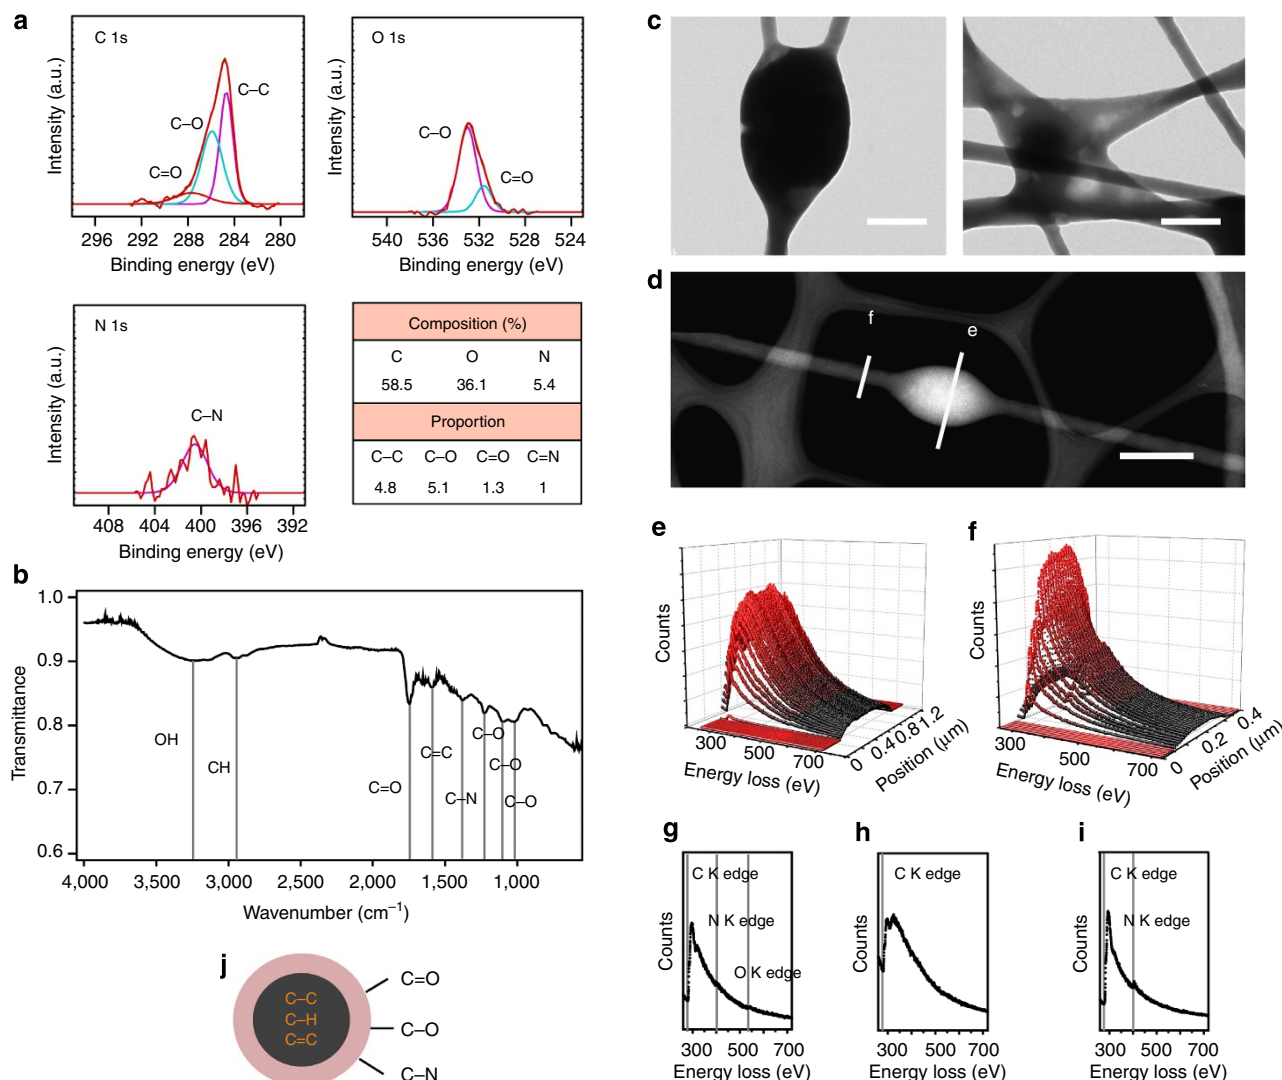 a
C 1s
Intensity (a.u.)
C–C
C–O
C=O
296 292 288 284 280
Binding energy (eV)
O 1s
Intensity (a.u.)
C–O
C=O
540 536 532 528 524
Binding energy (eV)
N 1s
Intensity (a.u.)
C–N
408 404 400 396 392
Binding energy (eV)
Composition (%)
C O N
58.5 36.1 5.4
Proportion
C–C C–O C=O C=N
4.8 5.1 1.3 1
b
Transmittance
1.0
0.9
0.8
0.7
0.6
OH
CH
C=O
C=C
C–N
C–O
C–O
C–O
4,000 3,500 3,000 2,500 2,000 1,500 1,000
Wavenumber (cm⁻¹)
c
d
f
e
e
Counts
300 500 700
Energy loss (eV)
0 0.4 0.8 1.2
Position (μm)
f
Counts
300 500 700
Energy loss (eV)
0 0.2 0.4
Position (μm)
g
Counts
C K edge
N K edge
O K edge
300 500 700
Energy loss (eV)
h
Counts
C K edge
300 500 700
Energy loss (eV)
i
Counts
C K edge
N K edge
300 500 700
Energy loss (eV)
j
C–C
C–H
C=C
C=O
C–O
C–N